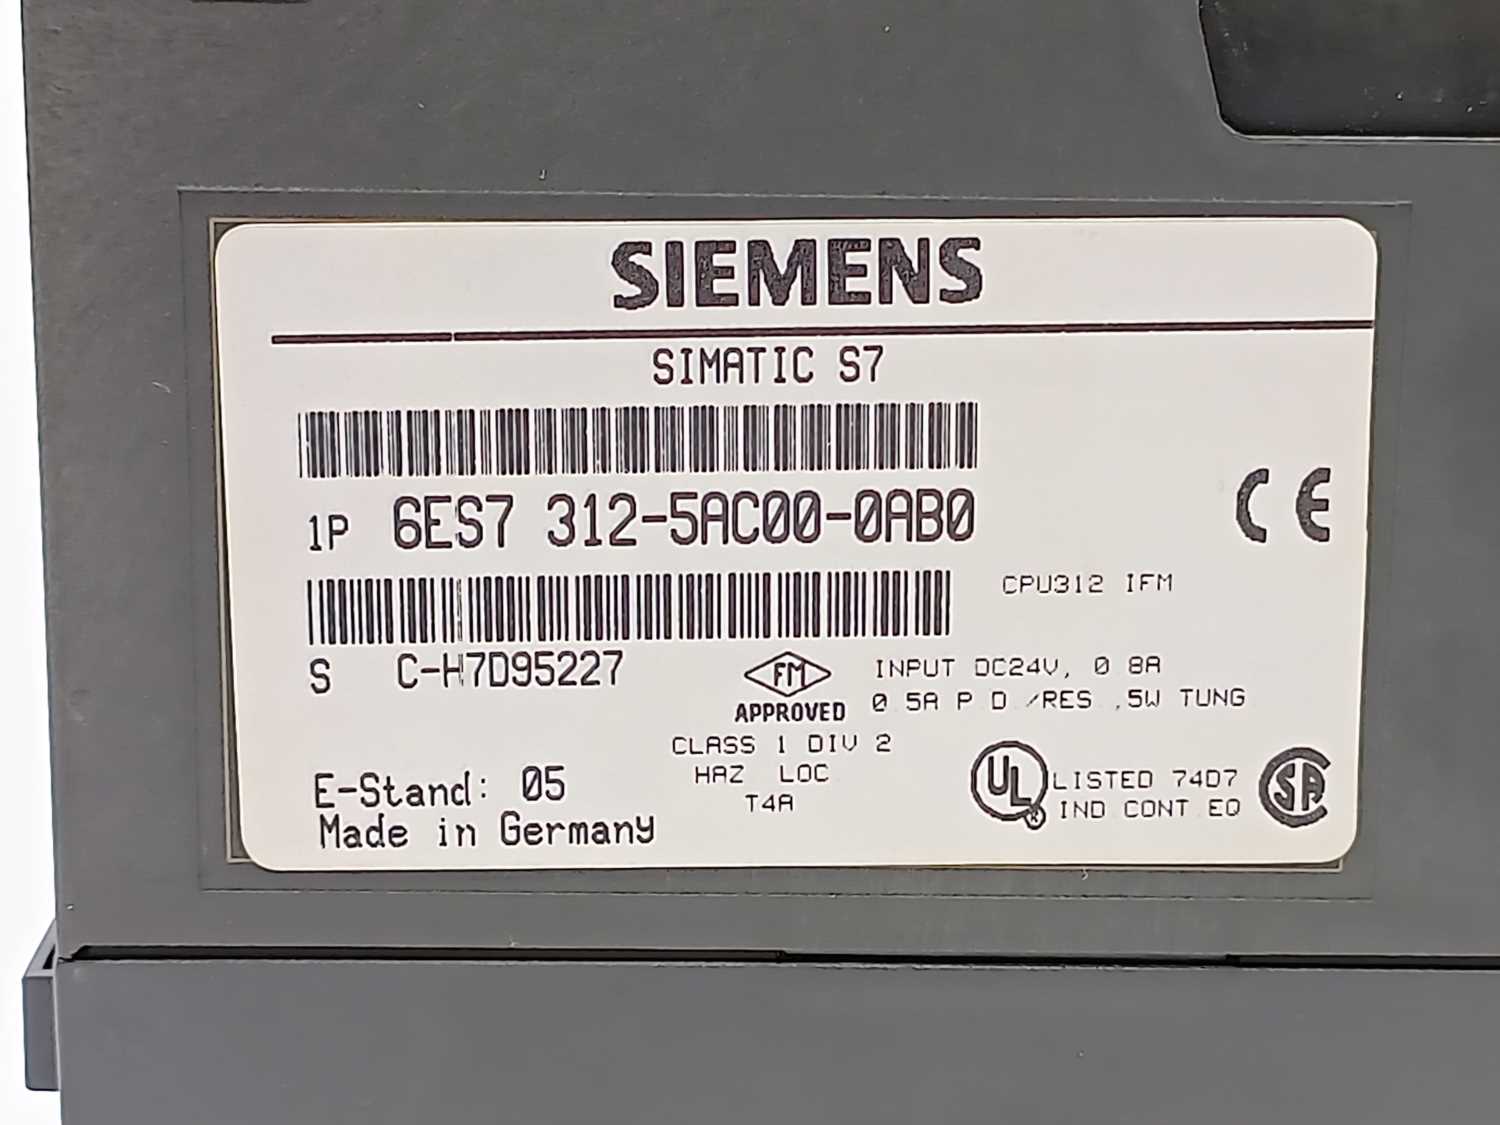 SIEMENS
SIMATIC S7
1P 6ES7 312-5AC00-0AB0
CE
CPU312 IFM
S C-H7D95227
FM
APPROVED
INPUT DC24V, 0 8A
0 5A P D /RES .5W TUNG
CLASS 1 DIV 2
HAZ LOC
T4A
E-Stand: 05
Made in Germany
UL
LISTED 74D7
IND CONT EQ
SA